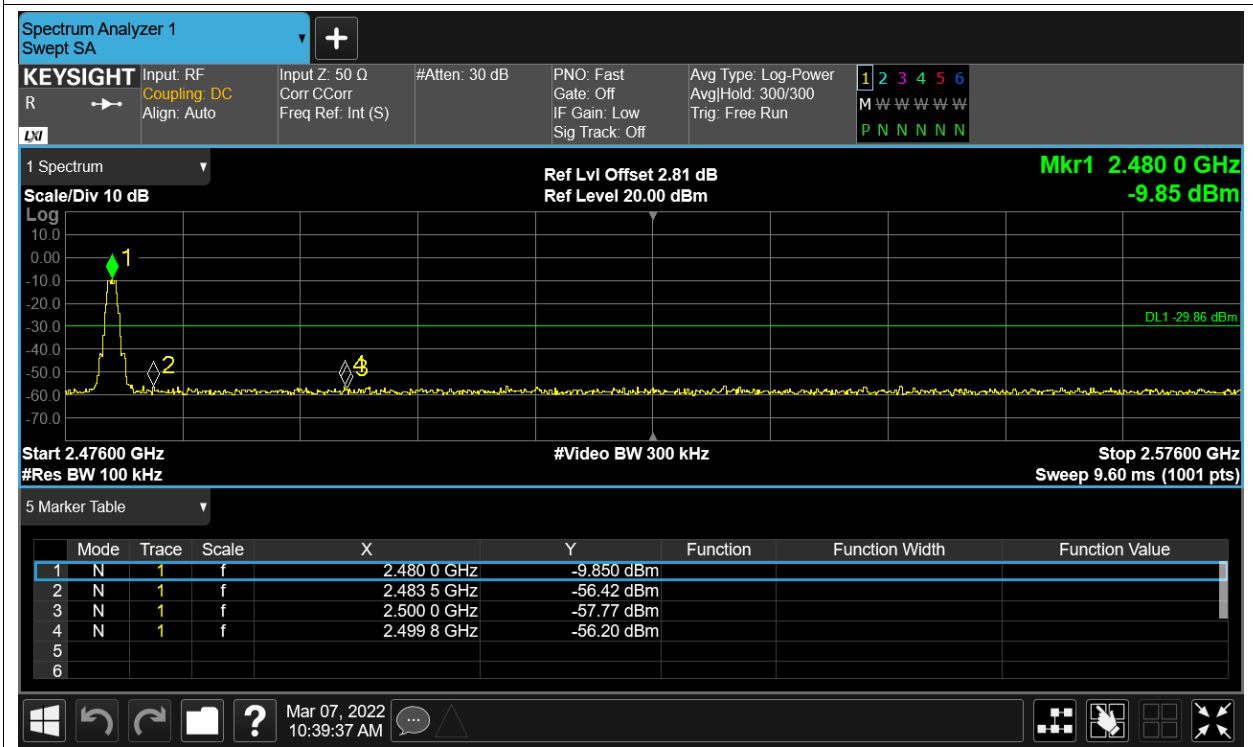 Spectrum Analyzer 1
Swept SA
KEYSIGHT
R
LXI
Input: RF
Coupling: DC
Align: Auto
Input Z: 50 Ω
Corr CCorr
Freq Ref: Int (S)
#Atten: 30 dB
PNO: Fast
Gate: Off
IF Gain: Low
Sig Track: Off
Avg Type: Log-Power
Avg|Hold: 300/300
Trig: Free Run
1 2 3 4 5 6
M W W W W W
P N N N N N
1 Spectrum
Scale/Div 10 dB
Ref Lvl Offset 2.81 dB
Ref Level 20.00 dBm
Mkr1 2.480 0 GHz
-9.85 dBm
Log
10.0
0.00
-10.0
-20.0
-30.0
-40.0
-50.0
-60.0
-70.0
1
2
4
3
DL1 -29.86 dBm
Start 2.47600 GHz
#Video BW 300 kHz
Stop 2.57600 GHz
#Res BW 100 kHz
Sweep 9.60 ms (1001 pts)
5 Marker Table
Mode Trace Scale X Y Function Function Width Function Value
1 N 1 f 2.480 0 GHz -9.850 dBm
2 N 1 f 2.483 5 GHz -56.42 dBm
3 N 1 f 2.500 0 GHz -57.77 dBm
4 N 1 f 2.499 8 GHz -56.20 dBm
5
6
?
Mar 07, 2022
10:39:37 AM